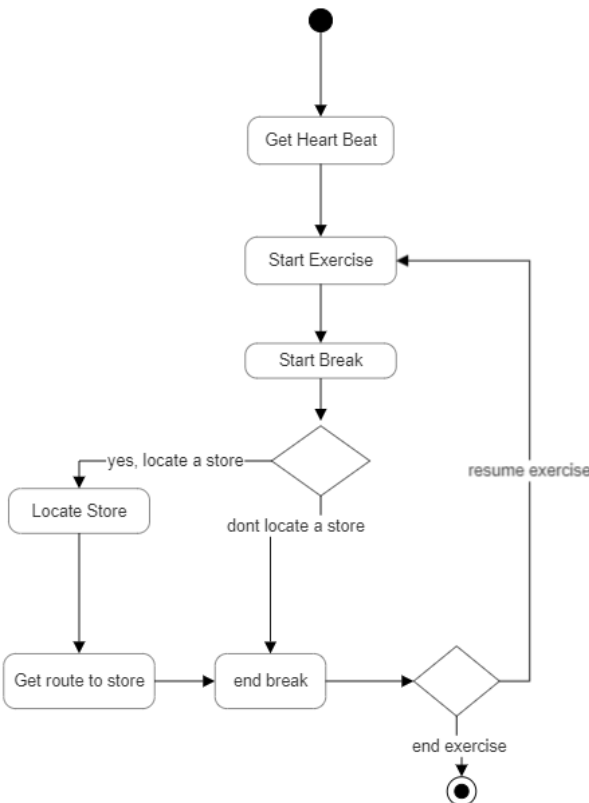 Get Heart Beat
Start Exercise
Start Break
yes, locate a store
resume exercise
Locate Store
dont locate a store
Get route to store
end break
end exercise